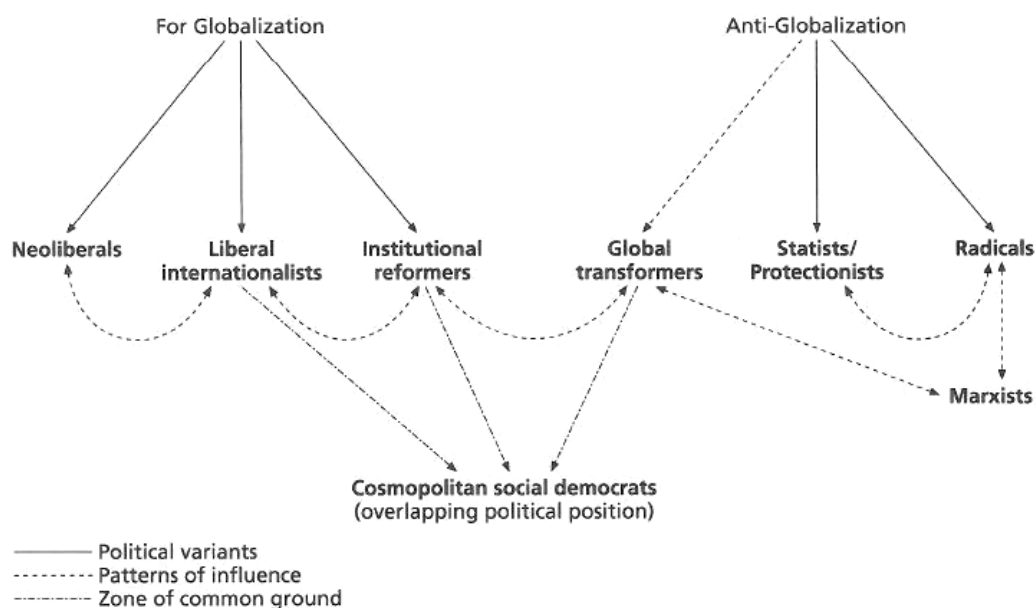 For Globalization
Anti-Globalization
Neoliberals
Liberal
internationalists
Institutional
reformers
Global
transformers
Statists/
Protectionists
Radicals
Marxists
Cosmopolitan social democrats
(overlapping political position)
Political variants
Patterns of influence
Zone of common ground